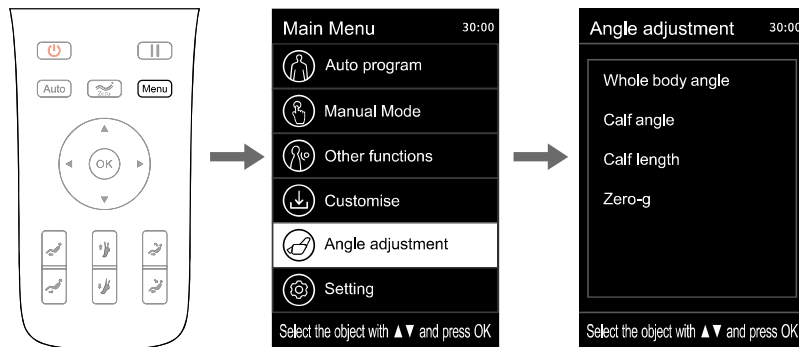 Auto
Zero
Menu
OK
Main Menu 30:00
Auto program
Manual Mode
Other functions
Customise
Angle adjustment
Setting
Select the object with ▲▼ and press OK
Angle adjustment 30:00
Whole body angle
Calf angle
Calf length
Zero-g
Select the object with ▲▼ and press OK